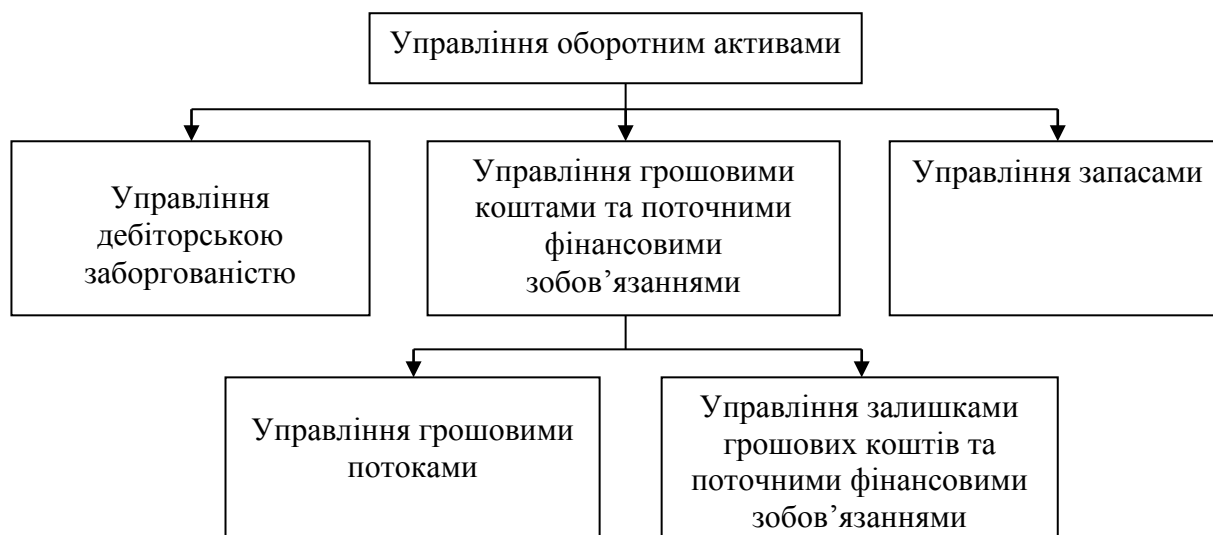 Управління оборотним активами
Управління
дебіторською
заборгованістю
Управління грошовими
коштами та поточними
фінансовими
зобов’язаннями
Управління запасами
Управління грошовими
потоками
Управління залишками
грошових коштів та
поточними фінансовими
зобов’язаннями